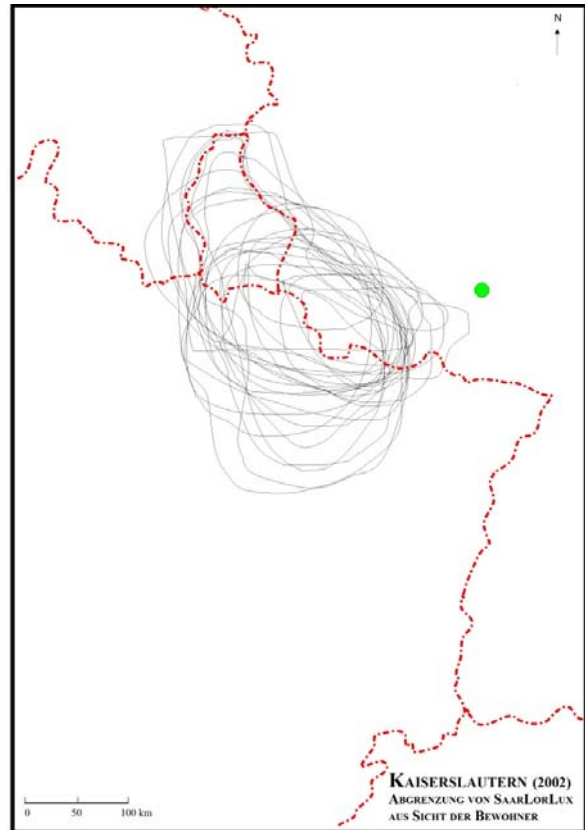 N
KAISERSLAUTERN (2002)
ABGRENZUNG VON SAARLORLUX
AUS SICHT DER BEWOHNER
0 50 100 km